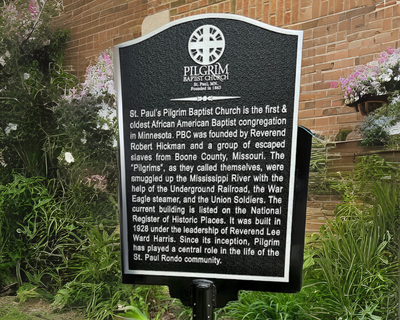 PILGRIM
BAPTIST CHURCH
St. Paul, MN.
Founded in 1863
St. Paul's Pilgrim Baptist Church is the first &
oldest African American Baptist congregation
in Minnesota. PBC was founded by Reverend
Robert Hickman and a group of escaped
slaves from Boone County, Missouri. The
"Pilgrims", as they called themselves, were
smuggled up the Mississippi River with the
help of the Underground Railroad, the War
Eagle steamer, and the Union Soldiers. The
current building is listed on the National
Register of Historic Places. It was built in
1928 under the leadership of Reverend Lee
Ward Harris. Since its inception, Pilgrim
has played a central role in the life of the
St. Paul Rondo community.